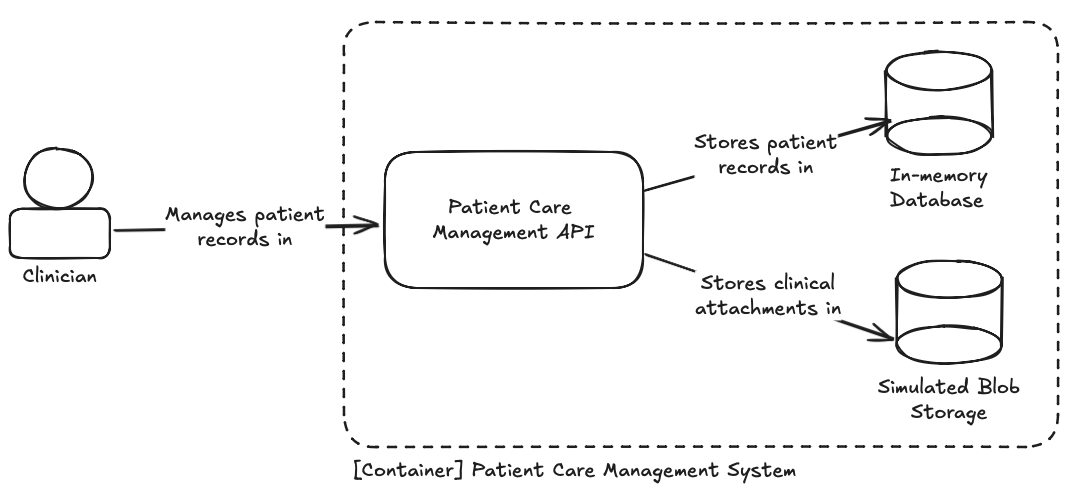 Clinician
Manages patient
records in
Patient Care
Management API
Stores patient
records in
In-memory
Database
Stores clinical
attachments in
Simulated Blob
Storage
[Container] Patient Care Management System